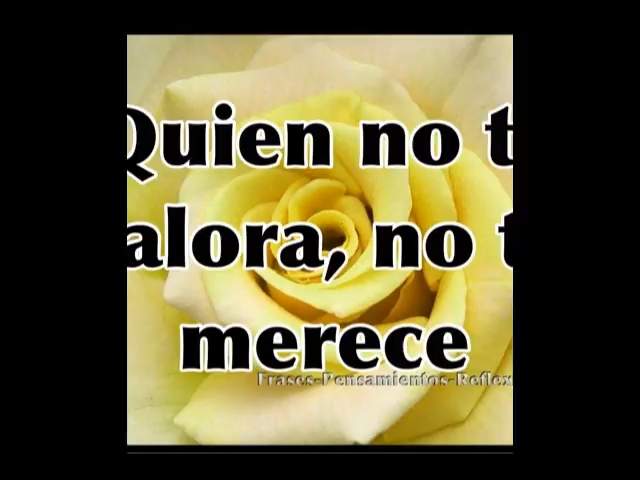 Quien no t
alora, no t
merece
Frases-Pensamientos-Reflex